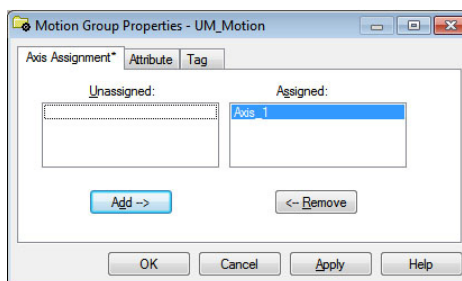 Motion Group Properties - UM_Motion
Axis Assignment* Attribute Tag
Unassigned: Assigned:
Axis_1
Add --> <-- Remove
OK Cancel Apply Help